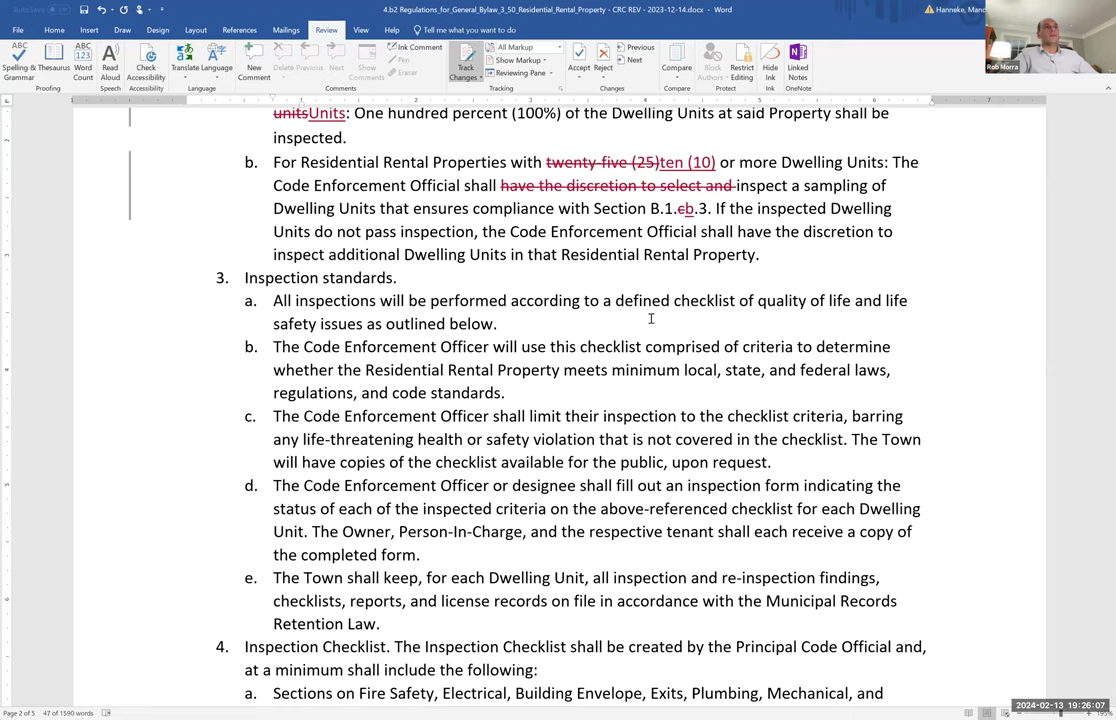 AutoSave
4.b2 Regulations_for_General_Bylaw_3_50_Residential_Rental_Property - CRC REV - 2023-12-14.docx - Word
Hanneke, Mand
File Home Insert Draw Design Layout References Mailings Review View Help Tell me what you want to do
Spelling & Grammar
Thesaurus
Word Count
Read Aloud
Check Accessibility
Translate
Language
New Comment
Delete
Previous
Next
Show Comments
Ink Comment
Pen
Eraser
Track Changes
All Markup
Show Markup
Reviewing Pane
Accept
Reject
Previous
Next
Compare
Block Authors
Restrict Editing
Hide Ink
Linked Notes
Proofing Speech Accessibility Language Comments Tracking Changes Compare Protect Ink OneNote
Rob Morra
unitsUnits: One hundred percent (100%) of the Dwelling Units at said Property shall be
inspected.
b. For Residential Rental Properties with twenty-five (25)ten (10) or more Dwelling Units: The
Code Enforcement Official shall have the discretion to select and inspect a sampling of
Dwelling Units that ensures compliance with Section B.1.cb.3. If the inspected Dwelling
Units do not pass inspection, the Code Enforcement Official shall have the discretion to
inspect additional Dwelling Units in that Residential Rental Property.
3. Inspection standards.
a. All inspections will be performed according to a defined checklist of quality of life and life
safety issues as outlined below.
b. The Code Enforcement Officer will use this checklist comprised of criteria to determine
whether the Residential Rental Property meets minimum local, state, and federal laws,
regulations, and code standards.
c. The Code Enforcement Officer shall limit their inspection to the checklist criteria, barring
any life-threatening health or safety violation that is not covered in the checklist. The Town
will have copies of the checklist available for the public, upon request.
d. The Code Enforcement Officer or designee shall fill out an inspection form indicating the
status of each of the inspected criteria on the above-referenced checklist for each Dwelling
Unit. The Owner, Person-In-Charge, and the respective tenant shall each receive a copy of
the completed form.
e. The Town shall keep, for each Dwelling Unit, all inspection and re-inspection findings,
checklists, reports, and license records on file in accordance with the Municipal Records
Retention Law.
4. Inspection Checklist. The Inspection Checklist shall be created by the Principal Code Official and,
at a minimum shall include the following:
a. Sections on Fire Safety, Electrical, Building Envelope, Exits, Plumbing, Mechanical, and
2024-02-13 19:26:07
Page 2 of 5 47 of 1590 words